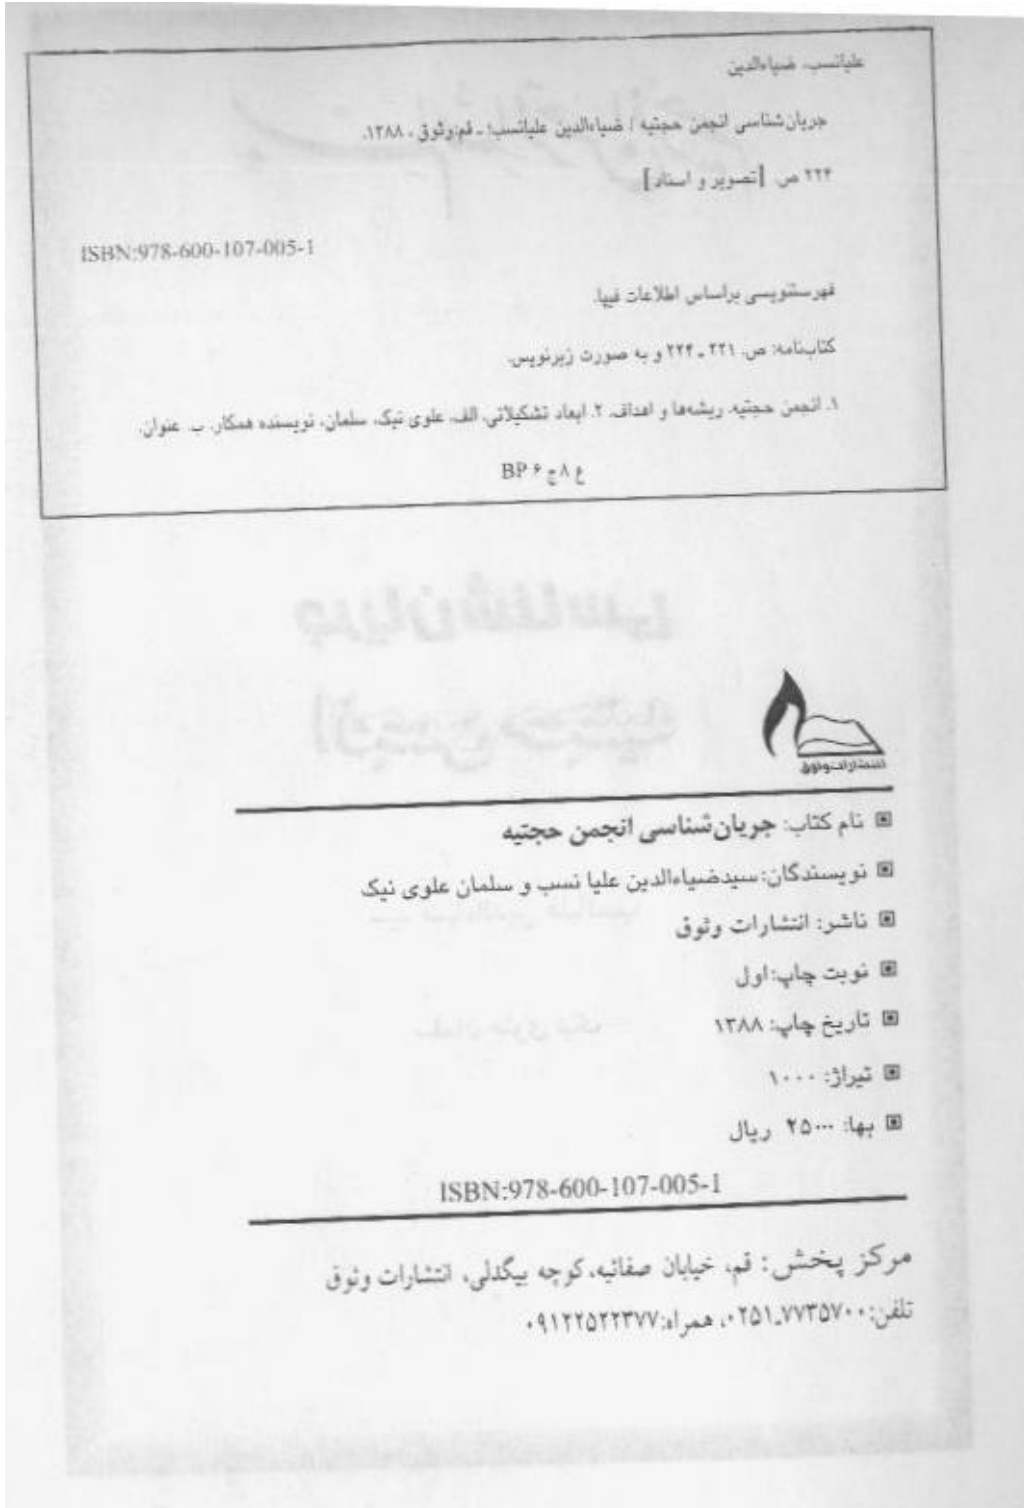 علیانسب، ضیاءالدین
جریان‌شناسی انجمن حجتیه / ضیاءالدین علیانسب؛ ـ قم:وثوق ، ۱۳۸۸.
۲۲۴ ص. [تصویر و اسناد]
ISBN:978-600-107-005-1
فهرستنویسی براساس اطلاعات فیپا.
کتابنامه: ص. ۲۲۱ ـ ۲۲۴ و به صورت زیرنویس.
۱. انجمن حجتیه. ریشه‌ها و اهداف. ۲. ابعاد تشکیلاتی. الف. علوی نیک، سلمان، نویسنده همکار. ب. عنوان.
BP ۶ ع ۸ ج
انتشارات وثوق
نام کتاب: جریان‌شناسی انجمن حجتیه
نویسندگان: سیدضیاءالدین علیا نسب و سلمان علوی نیک
ناشر: انتشارات وثوق
نوبت چاپ: اول
تاریخ چاپ: ۱۳۸۸
تیراژ: ۱۰۰۰
بها: ۲۵۰۰۰ ریال
ISBN:978-600-107-005-1
مرکز پخش: قم، خیابان صفائیه، کوچه بیگدلی، انتشارات وثوق
تلفن: ۷۷۳۵۷۰۰ـ۰۲۵۱، همراه: ۰۹۱۲۲۵۲۲۳۷۷